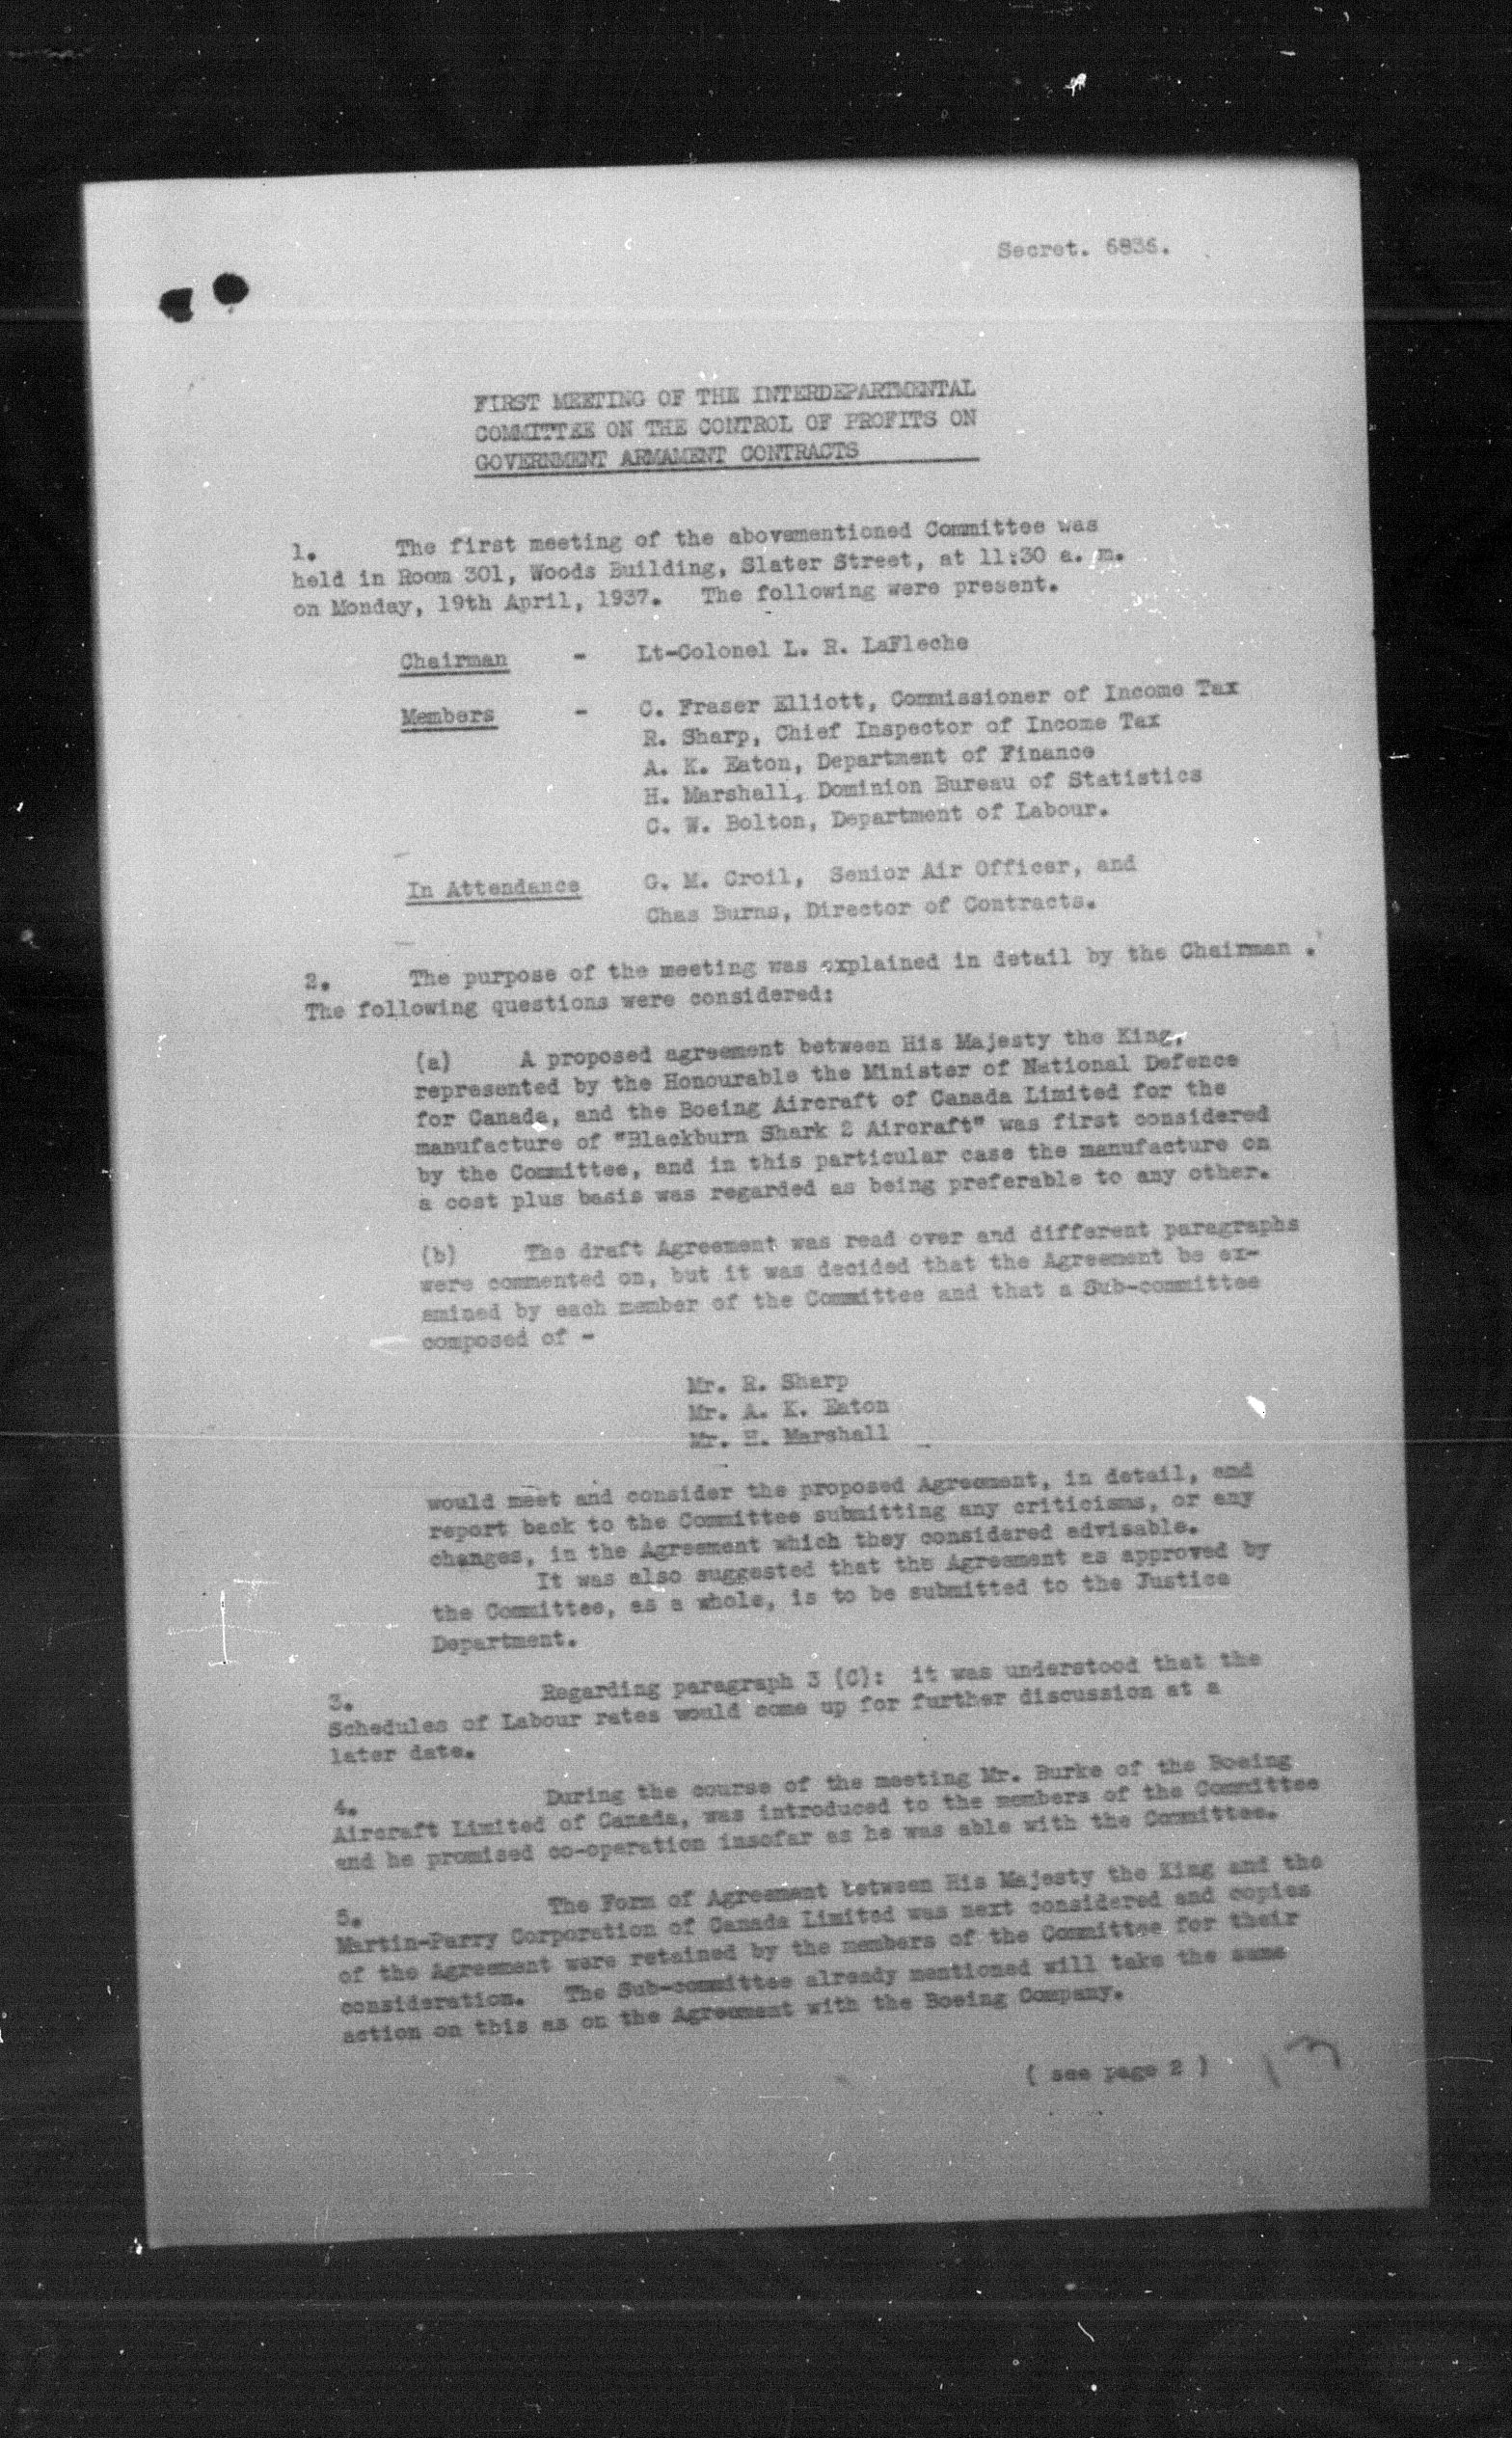 Secret. 6836.
FIRST MEETING OF THE INTERDEPARTMENTAL
COMMITTEE ON THE CONTROL OF PROFITS ON
GOVERNMENT ARMAMENT CONTRACTS
1. The first meeting of the abovementioned Committee was
held in Room 301, Woods Building, Slater Street, at 11:30 a. m.
on Monday, 19th April, 1937. The following were present.
Chairman - Lt-Colonel L. R. LaFleche
Members - C. Fraser Elliott, Commissioner of Income Tax
R. Sharp, Chief Inspector of Income Tax
A. K. Eaton, Department of Finance
H. Marshall, Dominion Bureau of Statistics
C. W. Bolton, Department of Labour.
In Attendance G. M. Croil, Senior Air Officer, and
Chas Burns, Director of Contracts.
2. The purpose of the meeting was explained in detail by the Chairman .
The following questions were considered:
(a) A proposed agreement between His Majesty the King,
represented by the Honourable the Minister of National Defence
for Canada, and the Boeing Aircraft of Canada Limited for the
manufacture of "Blackburn Shark 2 Aircraft" was first considered
by the Committee, and in this particular case the manufacture on
a cost plus basis was regarded as being preferable to any other.
(b) The draft Agreement was read over and different paragraphs
were commented on, but it was decided that the Agreement be ex-
amined by each member of the Committee and that a Sub-committee
composed of -
Mr. R. Sharp
Mr. A. K. Eaton
Mr. H. Marshall
would meet and consider the proposed Agreement, in detail, and
report back to the Committee submitting any criticisms, or any
changes, in the Agreement which they considered advisable.
It was also suggested that the Agreement as approved by
the Committee, as a whole, is to be submitted to the Justice
Department.
3. Regarding paragraph 3 (C): it was understood that the
Schedules of Labour rates would come up for further discussion at a
later date.
4. During the course of the meeting Mr. Burke of the Boeing
Aircraft Limited of Canada, was introduced to the members of the Committee
and he promised co-operation insofar as he was able with the Committee.
5. The Form of Agreement between His Majesty the King and the
Martin-Parry Corporation of Canada Limited was next considered and copies
of the Agreement were retained by the members of the Committee for their
consideration. The Sub-committee already mentioned will take the same
action on this as on the Agreement with the Boeing Company.
( see page 2 ) 13